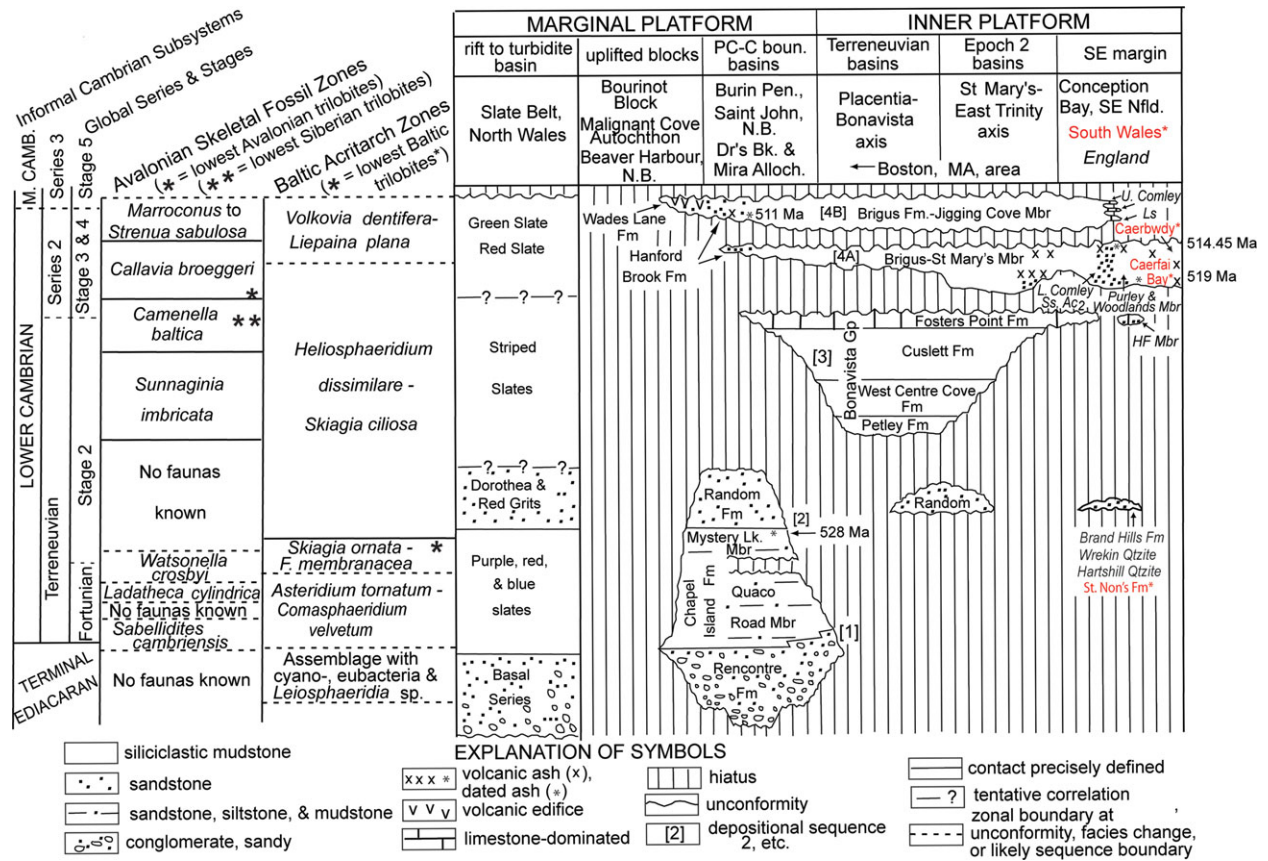 Informal Cambrian Subsystems
Global Series & Stages
Avalonian Skeletal Fossil Zones
(* = lowest Avalon trilobites)
(** = lowest Siberian trilobites)
Baltic Acritarch Zones
(* = lowest Baltic
trilobites*)
MARGINAL PLATFORM
INNER PLATFORM
rift to turbidite
basin
uplifted blocks
PC-C boun.
basins
Terreneuvian
basins
Epoch 2
basins
SE margin
Slate Belt,
North Wales
Bourinot
Block
Malignant Cove
Autochthon
Beaver Harbour,
N.B.
Burin Pen.,
Saint John,
N.B.
Dr's Bk. &
Mira Alloch.
Placentia-
Bonavista
axis
St Mary's-
East Trinity
axis
← Boston, MA, area
Conception
Bay, SE Nfld.
South Wales*
England
M. CAMB.
LOWER CAMBRIAN
TERMINAL
EDIACARAN
Series 3
Series 2
Terreneuvian
Stage 5
Stage 3 & 4
Stage 2
Fortunian
Marroconus to
Strenua sabulosa
Callavia broeggeri
*
Camenella
baltica
**
Sunnaginia
imbricata
No faunas
known
Watsonella
crosbyi
Ladatheca cylindrica
No faunas known
Sabellidites
cambriensis
No faunas known
Volkovia dentifera-
Liepaina plana
Heliosphaeridium
dissimilare -
Skiagia ciliosa
Skiagia ornata -
F. membranacea
*
Asteridium tornatum -
Comasphaeridium
velvetum
Assemblage with
cyano-, eubacteria &
Leiosphaeridia sp.
Green Slate
Red Slate
— ? — ? — ?
Striped
Slates
— ? — ? — ?
Dorothea &
Red Grits
Purple, red,
& blue
slates
Basal
Series
Wades Lane
Fm
Hanford
Brook Fm
511 Ma
[4B]
Brigus Fm.-Jigging Cove Mbr
[4A]
Brigus-St Mary's Mbr
U. Comley
Ls
Caerbwdy*
514.45 Ma
Caerfai
Bay*
519 Ma
L. Comley
Ss. Ac2
Purley &
Woodlands Mbr
HF Mbr
Fosters Point Fm
[3]
Bonavista Gp
Cuslett Fm
West Centre Cove
Fm
Petley Fm
Random
Fm
[2]
Mystery Lk.
Mbr
528 Ma
Chapel
Island Fm
Quaco
Road Mbr
[1]
Rencontre
Fm
Random
Brand Hills Fm
Wrekin Qtzite
Hartshill Qtzite
St. Non's Fm*
EXPLANATION OF SYMBOLS
siliciclastic mudstone
sandstone
sandstone, siltstone, & mudstone
conglomerate, sandy
xxx *
volcanic ash (x),
dated ash (*)
v v v
volcanic edifice
limestone-dominated
hiatus
unconformity
[2]
depositional sequence
2, etc.
contact precisely defined
— ?
tentative correlation
zonal boundary at
unconformity, facies change,
or likely sequence boundary